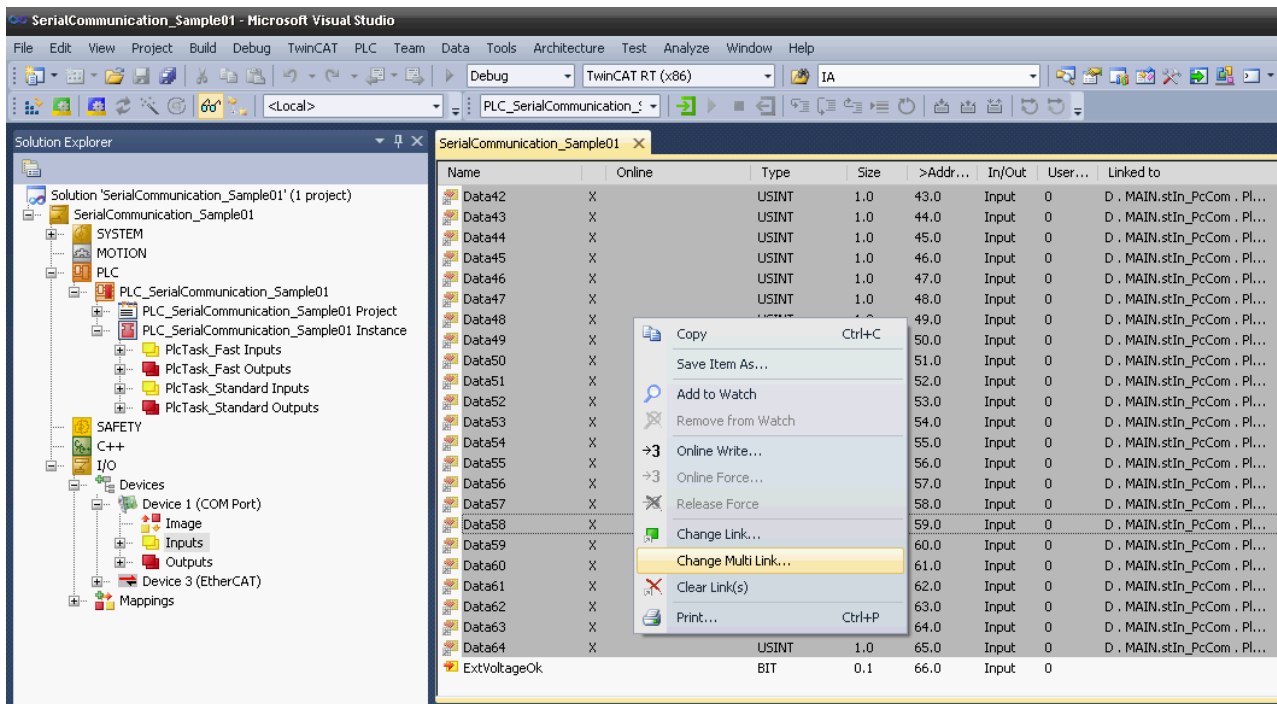 SerialCommunication_Sample01 - Microsoft Visual Studio
File Edit View Project Build Debug TwinCAT PLC Team Data Tools Architecture Test Analyze Window Help
Debug TwinCAT RT (x86) IA
<Local> PLC_SerialCommunication_S
Solution Explorer
Solution 'SerialCommunication_Sample01' (1 project)
SerialCommunication_Sample01
SYSTEM
MOTION
PLC
PLC_SerialCommunication_Sample01
PLC_SerialCommunication_Sample01 Project
PLC_SerialCommunication_Sample01 Instance
PlcTask_Fast Inputs
PlcTask_Fast Outputs
PlcTask_Standard Inputs
PlcTask_Standard Outputs
SAFETY
C++
I/O
Devices
Device 1 (COM Port)
Image
Inputs
Outputs
Device 3 (EtherCAT)
Mappings
SerialCommunication_Sample01
Name Online Type Size >Addr... In/Out User... Linked to
Data42 X USINT 1.0 43.0 Input 0 D . MAIN.stIn_PcCom . Pl...
Data43 X USINT 1.0 44.0 Input 0 D . MAIN.stIn_PcCom . Pl...
Data44 X USINT 1.0 45.0 Input 0 D . MAIN.stIn_PcCom . Pl...
Data45 X USINT 1.0 46.0 Input 0 D . MAIN.stIn_PcCom . Pl...
Data46 X USINT 1.0 47.0 Input 0 D . MAIN.stIn_PcCom . Pl...
Data47 X USINT 1.0 48.0 Input 0 D . MAIN.stIn_PcCom . Pl...
Data48 X 49.0 Input 0 D . MAIN.stIn_PcCom . Pl...
Data49 X 50.0 Input 0 D . MAIN.stIn_PcCom . Pl...
Data50 X 51.0 Input 0 D . MAIN.stIn_PcCom . Pl...
Data51 X 52.0 Input 0 D . MAIN.stIn_PcCom . Pl...
Data52 X 53.0 Input 0 D . MAIN.stIn_PcCom . Pl...
Data53 X 54.0 Input 0 D . MAIN.stIn_PcCom . Pl...
Data54 X 55.0 Input 0 D . MAIN.stIn_PcCom . Pl...
Data55 X 56.0 Input 0 D . MAIN.stIn_PcCom . Pl...
Data56 X 57.0 Input 0 D . MAIN.stIn_PcCom . Pl...
Data57 X 58.0 Input 0 D . MAIN.stIn_PcCom . Pl...
Data58 X 59.0 Input 0 D . MAIN.stIn_PcCom . Pl...
Data59 X 60.0 Input 0 D . MAIN.stIn_PcCom . Pl...
Data60 X 61.0 Input 0 D . MAIN.stIn_PcCom . Pl...
Data61 X 62.0 Input 0 D . MAIN.stIn_PcCom . Pl...
Data62 X 63.0 Input 0 D . MAIN.stIn_PcCom . Pl...
Data63 X 64.0 Input 0 D . MAIN.stIn_PcCom . Pl...
Data64 X USINT 1.0 65.0 Input 0 D . MAIN.stIn_PcCom . Pl...
ExtVoltageOk BIT 0.1 66.0 Input 0
Copy Ctrl+C
Save Item As...
Add to Watch
Remove from Watch
Online Write...
Online Force...
Release Force
Change Link...
Change Multi Link...
Clear Link(s)
Print... Ctrl+P